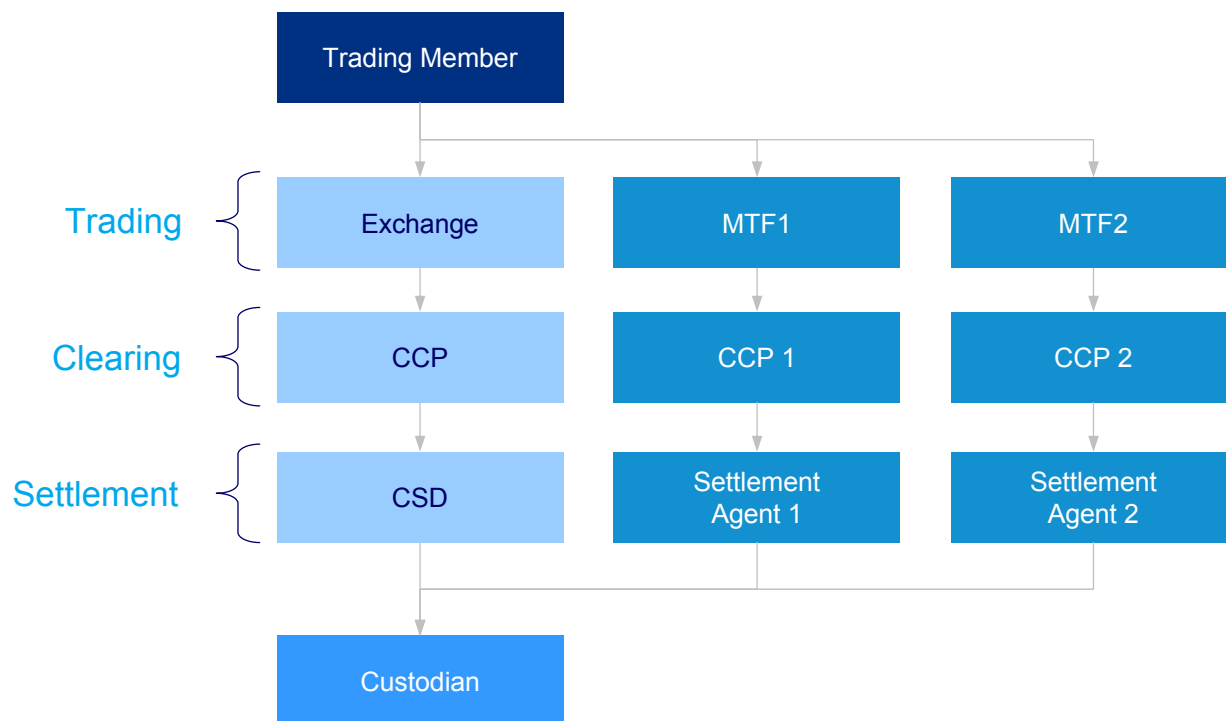 Trading Member
Trading
Exchange
MTF1
MTF2
Clearing
CCP
CCP 1
CCP 2
Settlement
CSD
Settlement
Agent 1
Settlement
Agent 2
Custodian